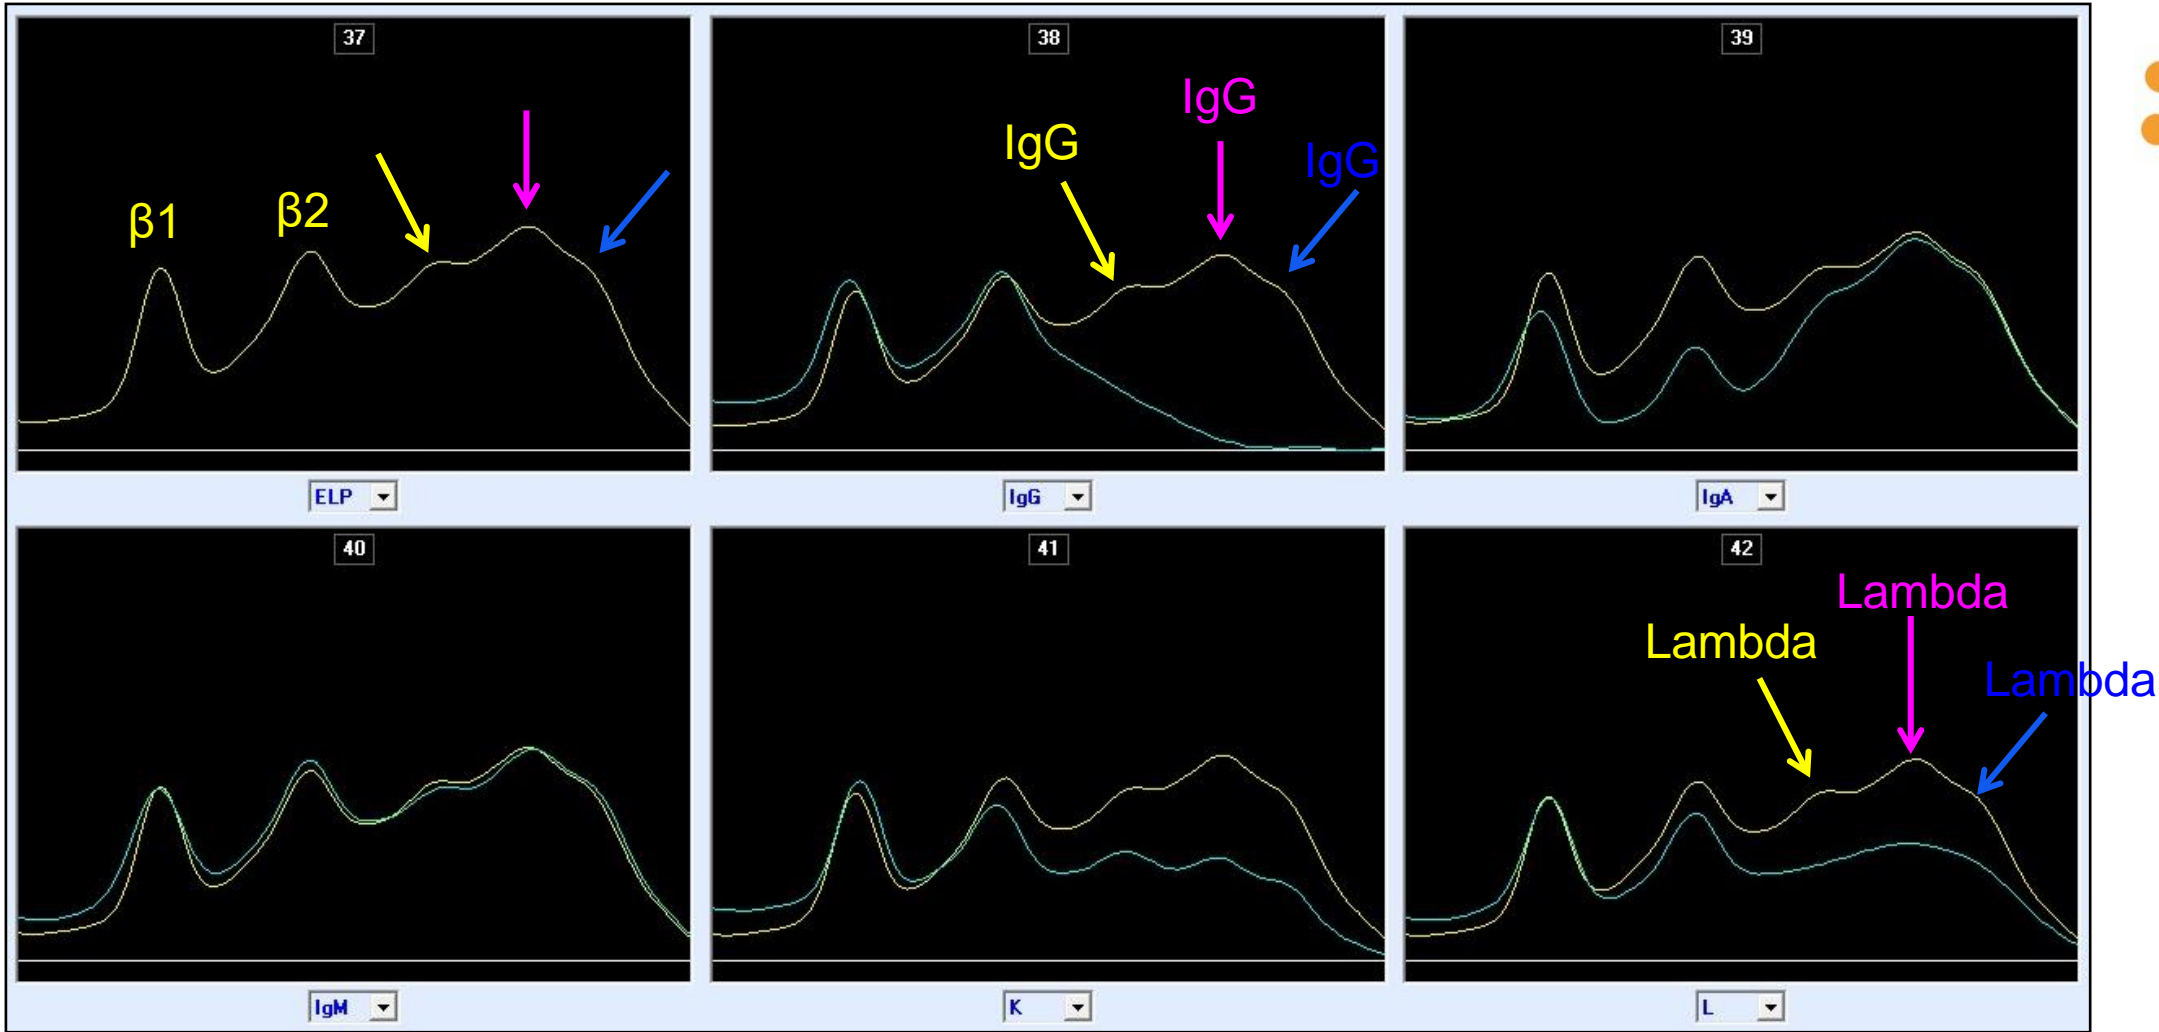 37
β1
β2
ELP
38
IgG
IgG
IgG
IgG
39
IgA
40
IgM
41
K
42
Lambda
Lambda
Lambda
L